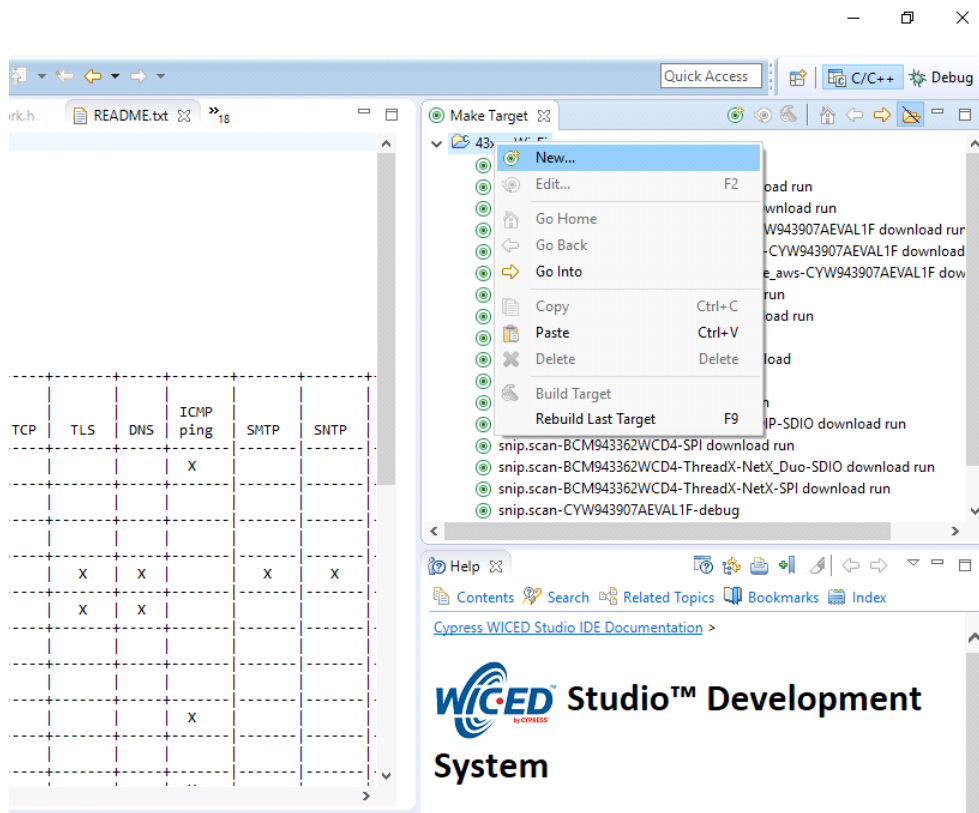 Quick Access
C/C++
Debug
rk.h
README.txt
18
Make Target
New...
Edit... F2
oad run
wnload run
Go Home
W943907AEVAL1F download run
Go Back
-CYW943907AEVAL1F download
Go Into
e_aws-CYW943907AEVAL1F dow
run
Copy Ctrl+C
oad run
Paste Ctrl+V
Delete Delete
load
Build Target
Rebuild Last Target F9
IP-SDIO download run
snip.scan-BCM943362WCD4-SPI download run
snip.scan-BCM943362WCD4-ThreadX-NetX_Duo-SDIO download run
snip.scan-BCM943362WCD4-ThreadX-NetX-SPI download run
snip.scan-CYW943907AEVAL1F-debug
ICMP
TCP TLS DNS ping SMTP SNTP
X
X X X X
X X
X
Help
Contents Search Related Topics Bookmarks Index
Cypress WICED Studio IDE Documentation >
WICED™ Studio™ Development
by CYPRESS
System